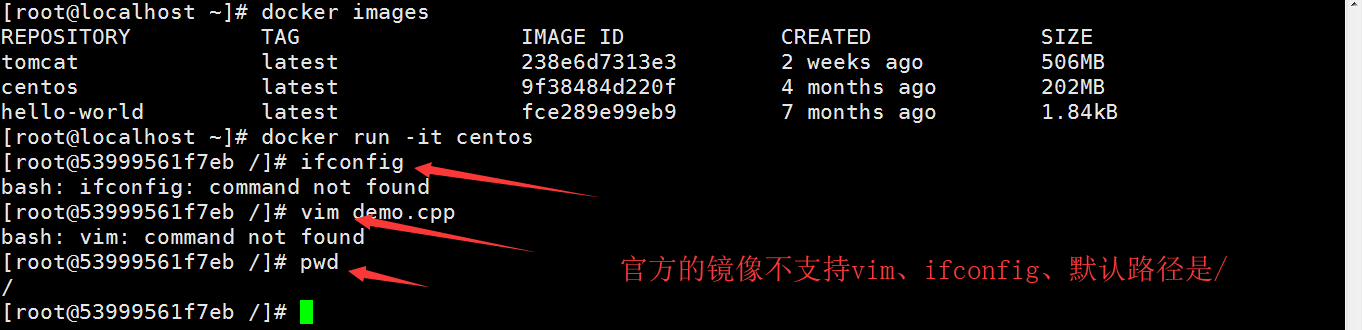 [root@localhost ~]# docker images
REPOSITORY TAG IMAGE ID CREATED SIZE
tomcat latest 238e6d7313e3 2 weeks ago 506MB
centos latest 9f38484d220f 4 months ago 202MB
hello-world latest fce289e99eb9 7 months ago 1.84kB
[root@localhost ~]# docker run -it centos
[root@53999561f7eb /]# ifconfig
bash: ifconfig: command not found
[root@53999561f7eb /]# vim demo.cpp
bash: vim: command not found
[root@53999561f7eb /]# pwd
官方的镜像不支持vim、ifconfig、默认路径是/
/
[root@53999561f7eb /]#